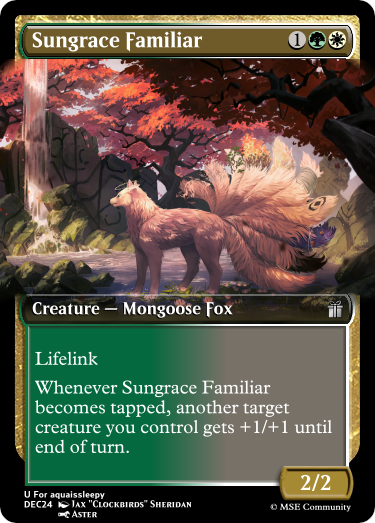 Sungrace Familiar 1
Creature — Mongoose Fox
Lifelink
Whenever Sungrace Familiar
becomes tapped, another target
creature you control gets +1/+1 until
end of turn.
2/2
U For aquaissleepy
DEC24 Jax "Clockbirds" Sheridan
Aster
© MSE Community